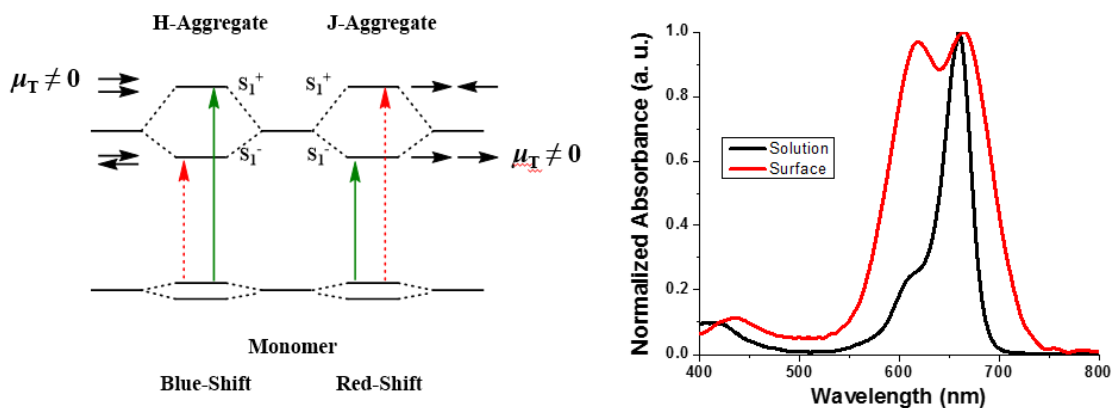 H-Aggregate
J-Aggregate
μT ≠ 0
S1+
S1+
S1-
S1-
μT ≠ 0
Monomer
Blue-Shift
Red-Shift
Normalized Absorbance (a. u.)
1.0
0.8
0.6
0.4
0.2
0.0
Solution
Surface
400
500
600
700
800
Wavelength (nm)